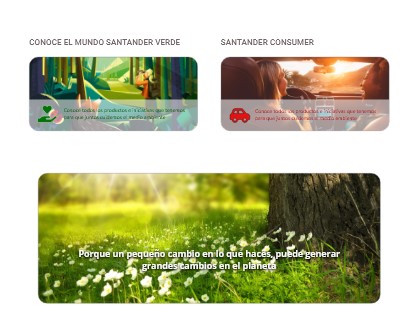 CONOCE EL MUNDO SANTANDER VERDE
SANTANDER CONSUMER
Conoce todos los productos e iniciativas que tenemos
para que juntos cuidemos el medio ambiente
Conoce todos los productos e iniciativas que tenemos
para que juntos cuidemos el medio ambiente
Porque un pequeño cambio en lo que haces, puede generar
grandes cambios en el planeta